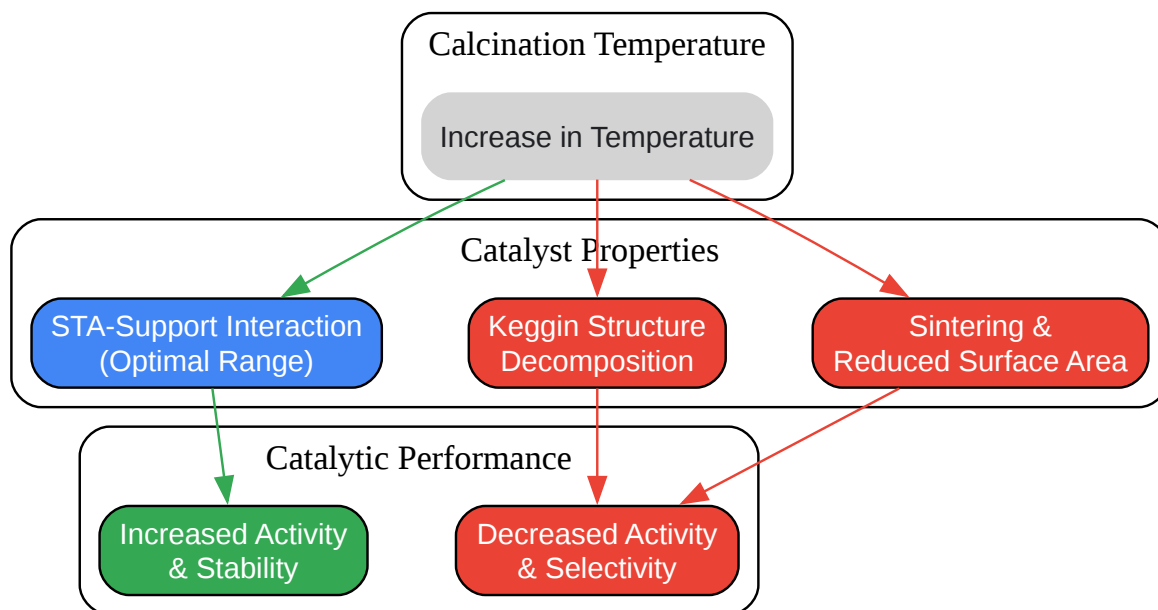 Calcination Temperature
Increase in Temperature
Catalyst Properties
STA-Support Interaction
(Optimal Range)
Keggin Structure
Decomposition
Sintering &
Reduced Surface Area
Catalytic Performance
Increased Activity
& Stability
Decreased Activity
& Selectivity